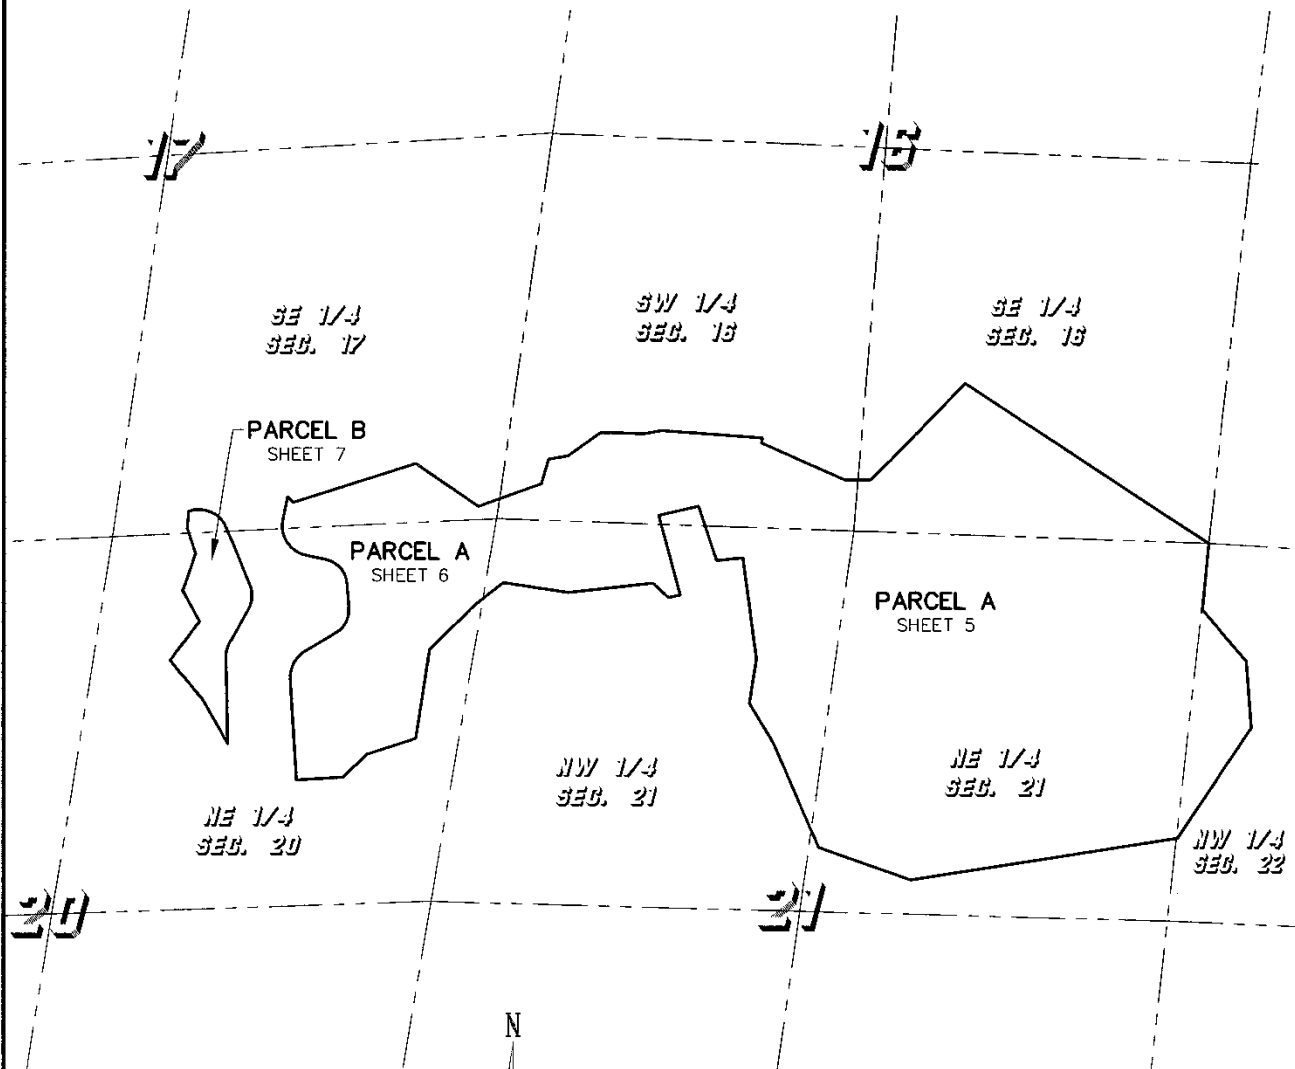 17
16
SE 1/4
SEC. 17
SW 1/4
SEC. 16
SE 1/4
SEC. 16
PARCEL B
SHEET 7
PARCEL A
SHEET 6
PARCEL A
SHEET 5
NW 1/4
SEC. 21
NE 1/4
SEC. 21
NE 1/4
SEC. 20
NW 1/4
SEC. 22
20
21
N